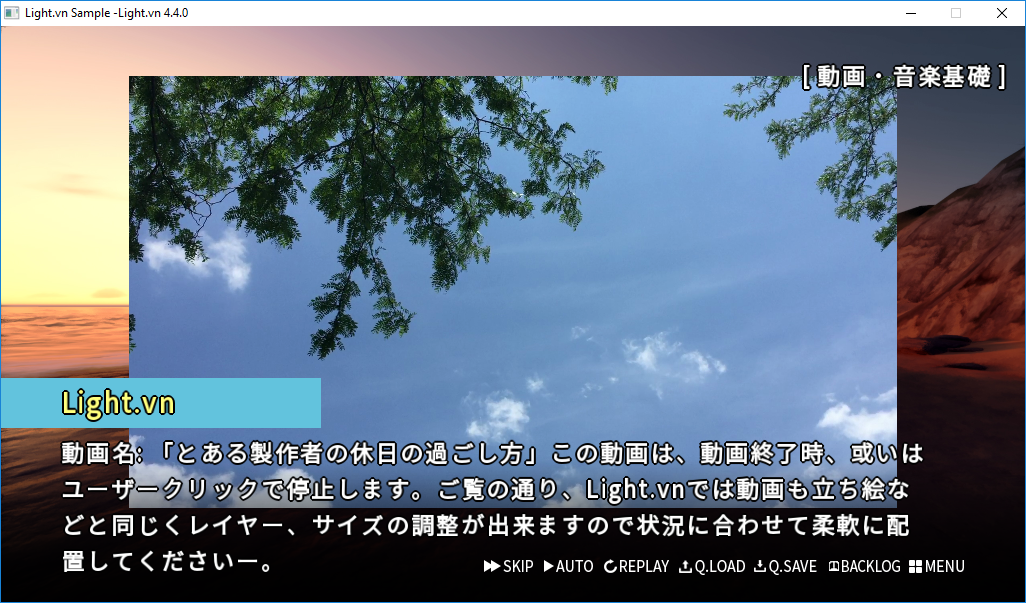 Light.vn Sample -Light.vn 4.4.0
[ 動画・音楽基礎 ]
Light.vn
動画名: 「とある製作者の休日の過ごし方」この動画は、動画終了時、或いは
ユーザークリックで停止します。ご覧の通り、Light.vnでは動画も立ち絵な
どと同じくレイヤー、サイズの調整が出来ますので状況に合わせて柔軟に配
置してくださいー。
SKIP AUTO REPLAY Q.LOAD Q.SAVE BACKLOG MENU